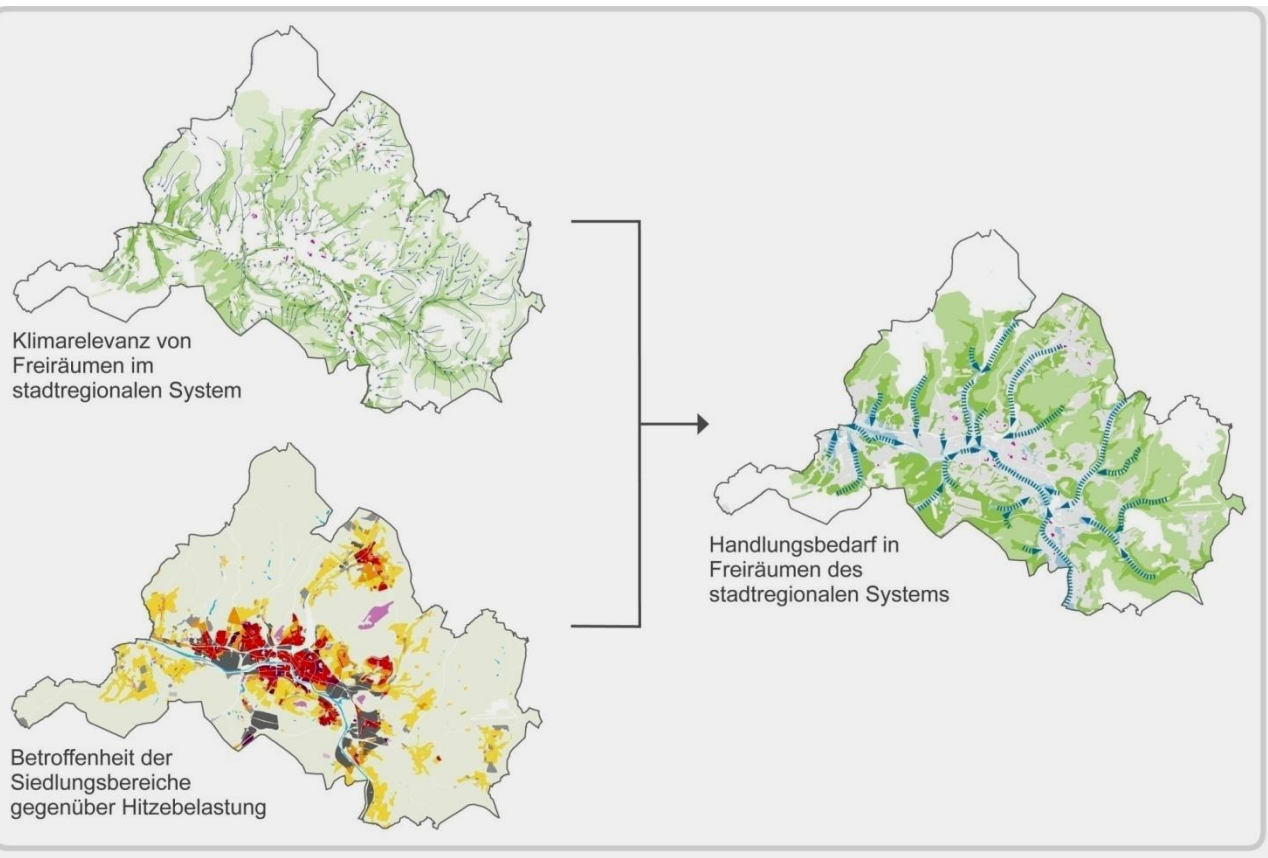 Klimarelevanz von
Freiräumen im
stadtregionalen System
Betroffenheit der
Siedlungsbereiche
gegenüber Hitzebelastung
Handlungsbedarf in
Freiräumen des
stadtregionalen Systems